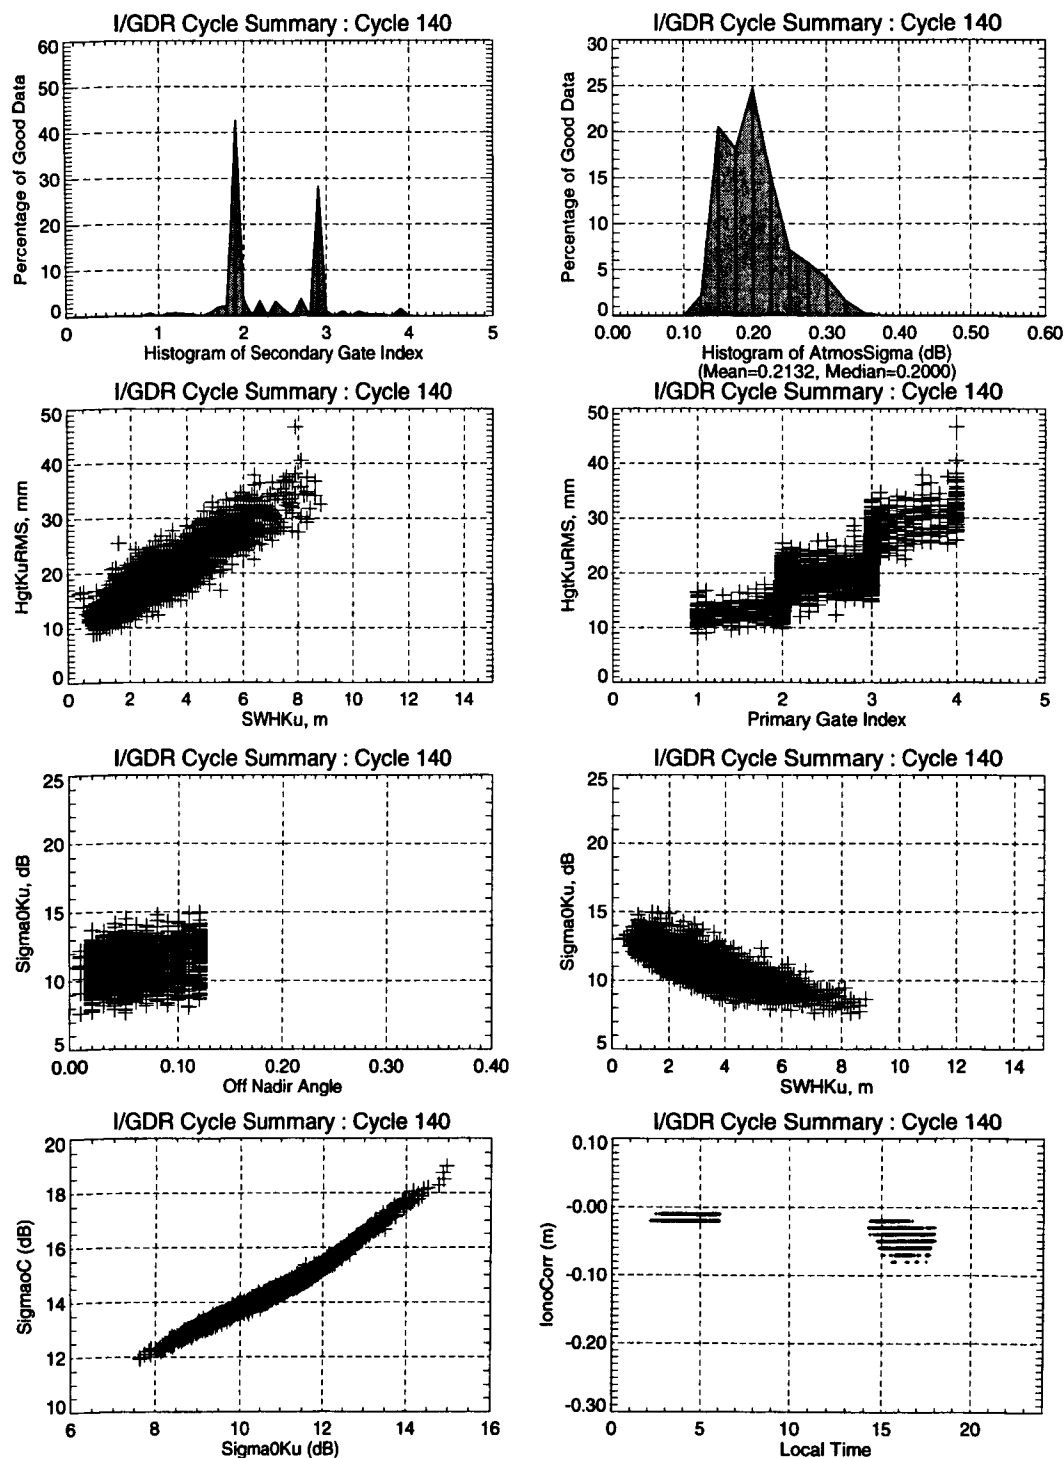 I/GDR Cycle Summary : Cycle 140
Percentage of Good Data
60
50
40
30
20
10
0
0 1 2 3 4 5
Histogram of Secondary Gate Index
I/GDR Cycle Summary : Cycle 140
Percentage of Good Data
30
25
20
15
10
5
0
0.00 0.10 0.20 0.30 0.40 0.50 0.60
Histogram of AtmosSigma (dB)
(Mean=0.2132, Median=0.2000)
I/GDR Cycle Summary : Cycle 140
HgtKuRMS, mm
50
40
30
20
10
0
0 2 4 6 8 10 12 14
SWHKu, m
I/GDR Cycle Summary : Cycle 140
HgtKuRMS, mm
50
40
30
20
10
0
0 1 2 3 4 5
Primary Gate Index
I/GDR Cycle Summary : Cycle 140
Sigma0Ku, dB
25
20
15
10
5
0.00 0.10 0.20 0.30 0.40
Off Nadir Angle
I/GDR Cycle Summary : Cycle 140
Sigma0Ku, dB
25
20
15
10
5
0 2 4 6 8 10 12 14
SWHKu, m
I/GDR Cycle Summary : Cycle 140
SigmaoC (dB)
20
18
16
14
12
10
6 8 10 12 14 16
Sigma0Ku (dB)
I/GDR Cycle Summary : Cycle 140
IonoCorr (m)
0.10
-0.00
-0.10
-0.20
-0.30
0 5 10 15 20
Local Time